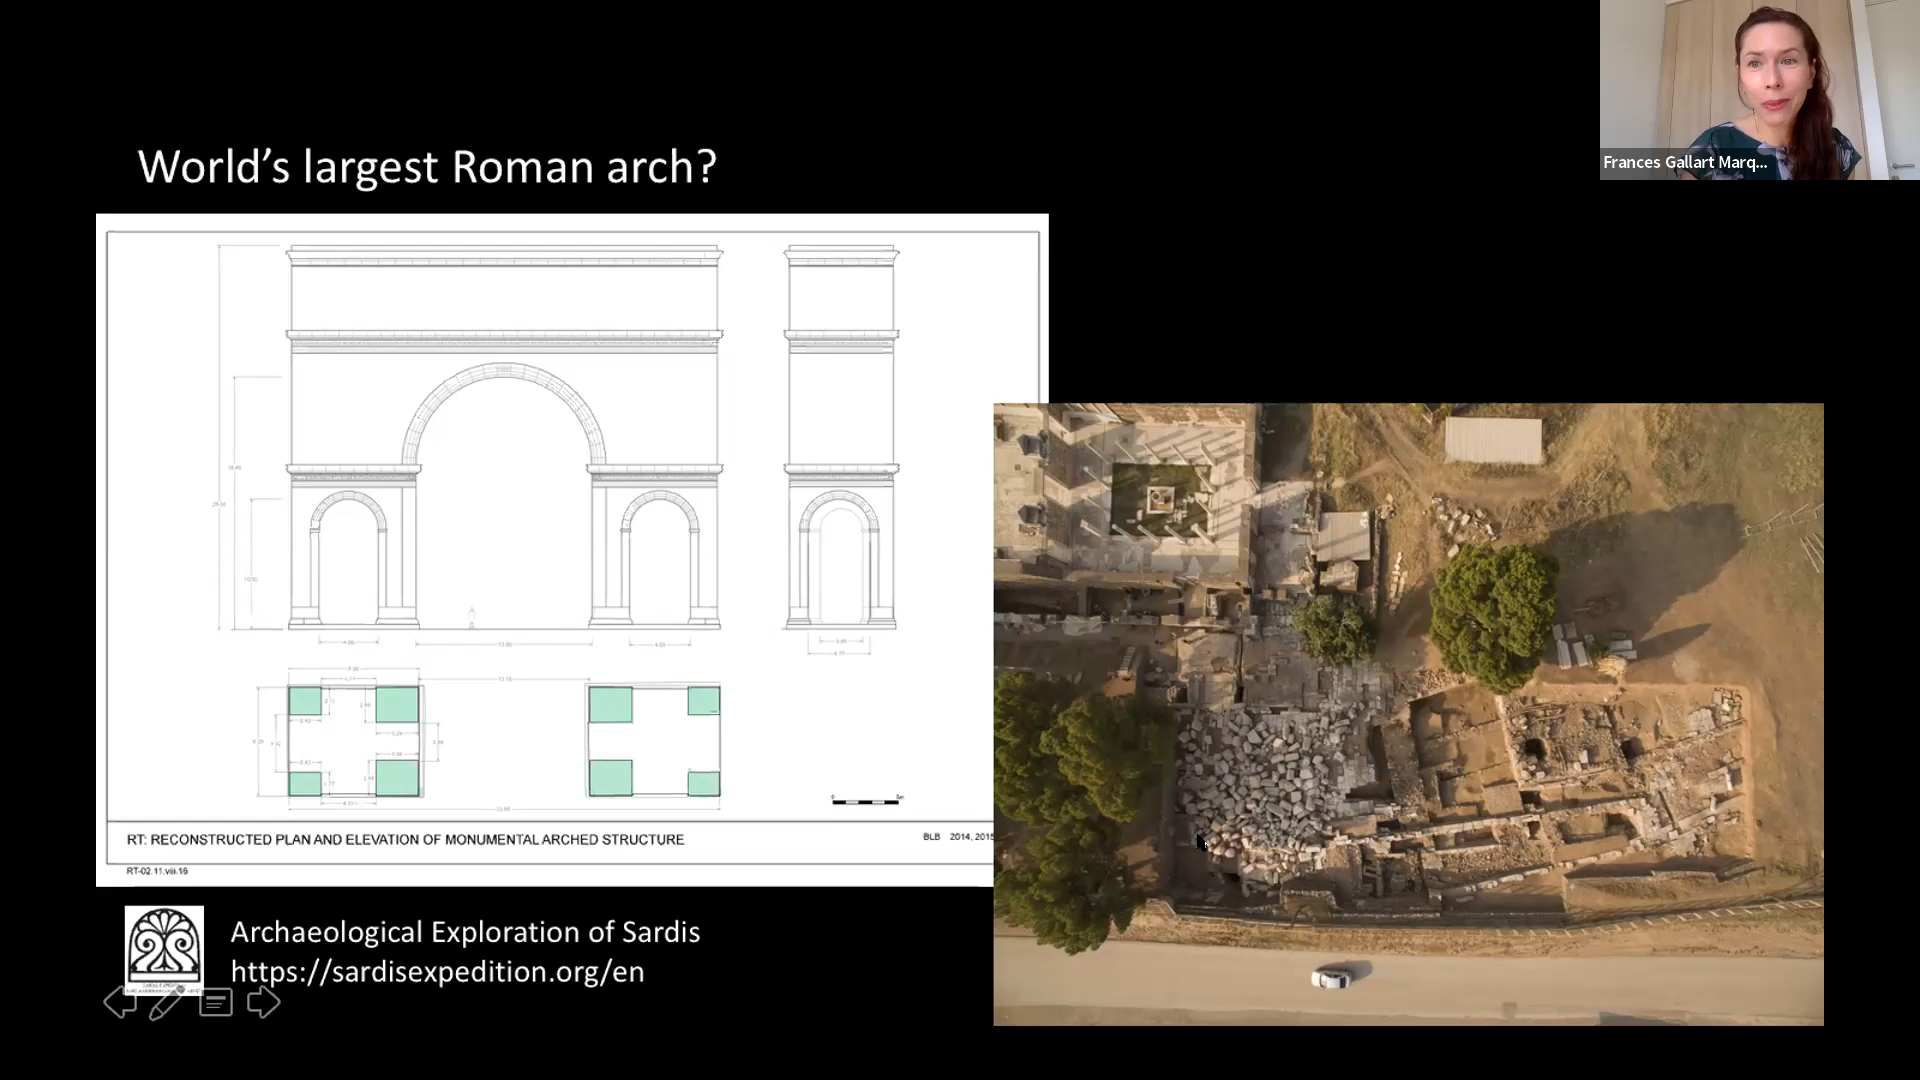 World’s largest Roman arch?
Frances Gallart Marq...
RT: RECONSTRUCTED PLAN AND ELEVATION OF MONUMENTAL ARCHED STRUCTURE
BLB 2014, 2015
RT-02.11.viii.16
Archaeological Exploration of Sardis
https://sardisexpedition.org/en